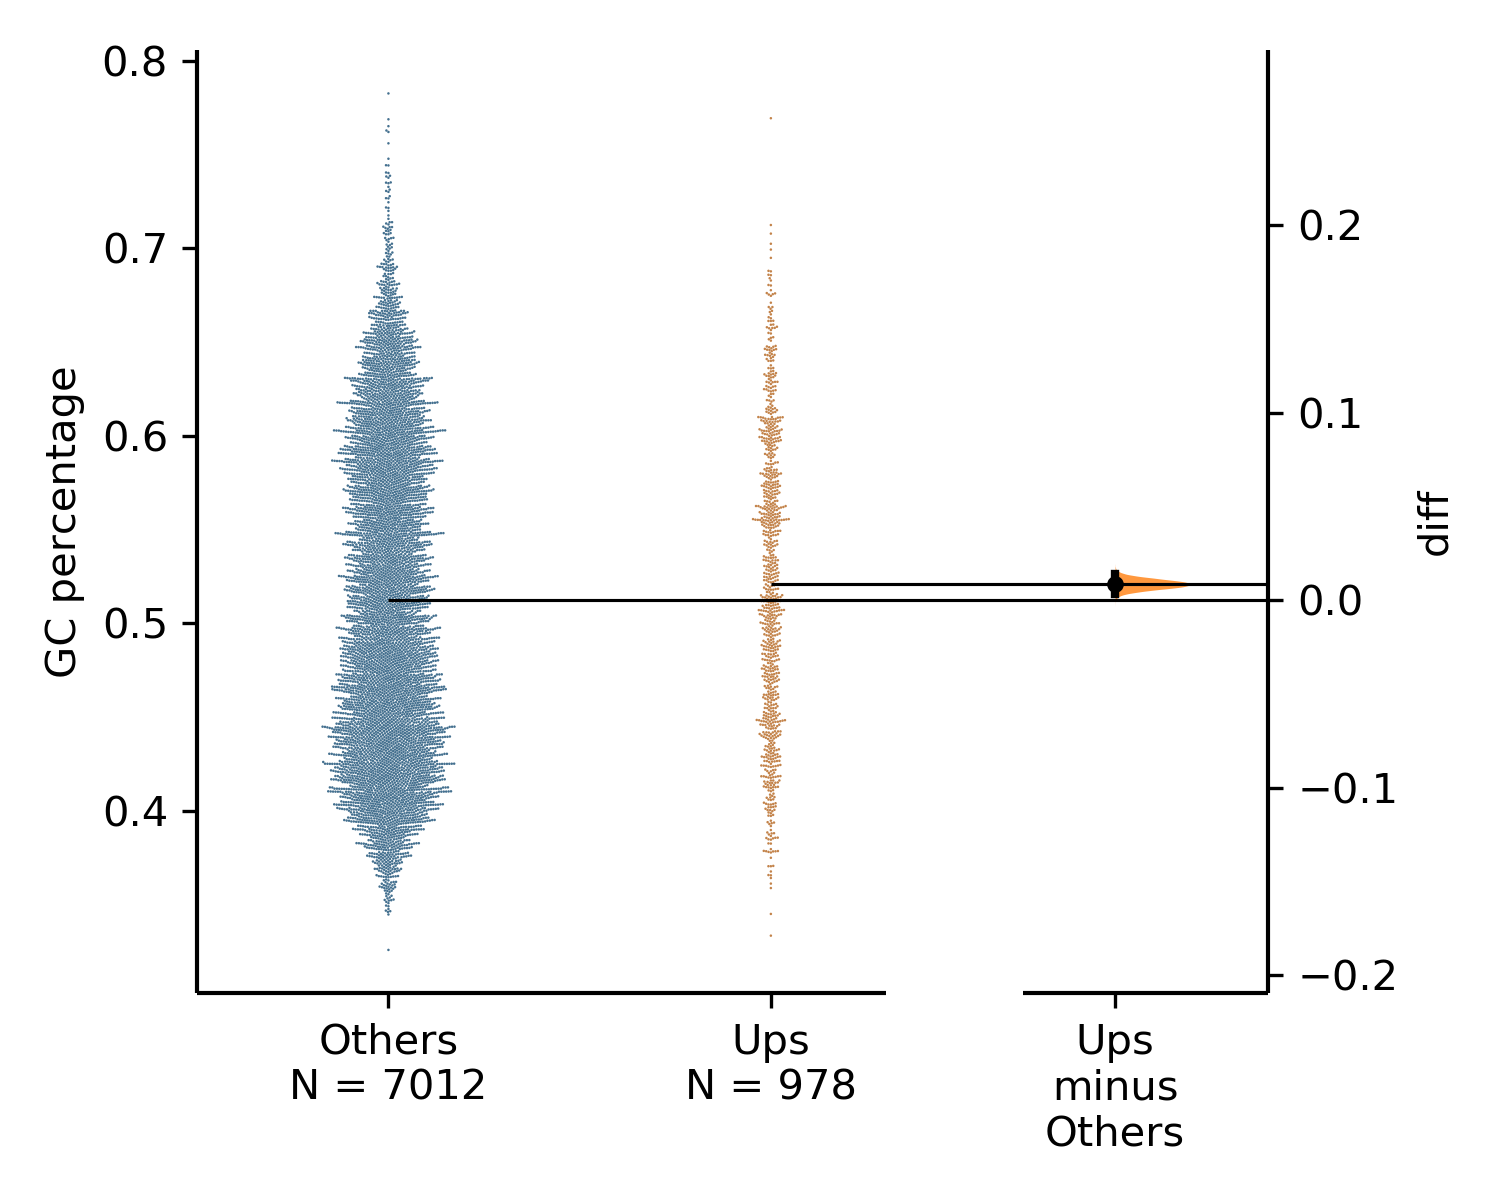 GC percentage
0.8
0.7
0.6
0.5
0.4
Others
N = 7012
Ups
N = 978
Ups
minus
Others
0.2
0.1
0.0
−0.1
−0.2
diff